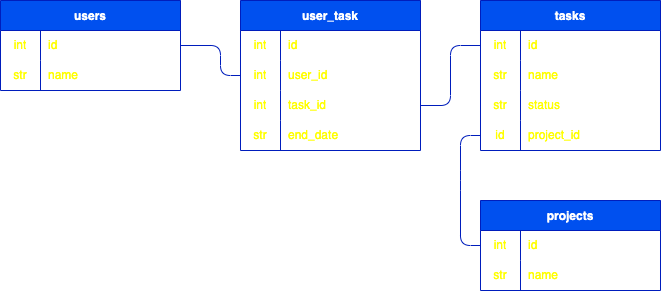 users
int id
str name
user_task
int id
int user_id
int task_id
str end_date
tasks
int id
str name
str status
id project_id
projects
int id
str name